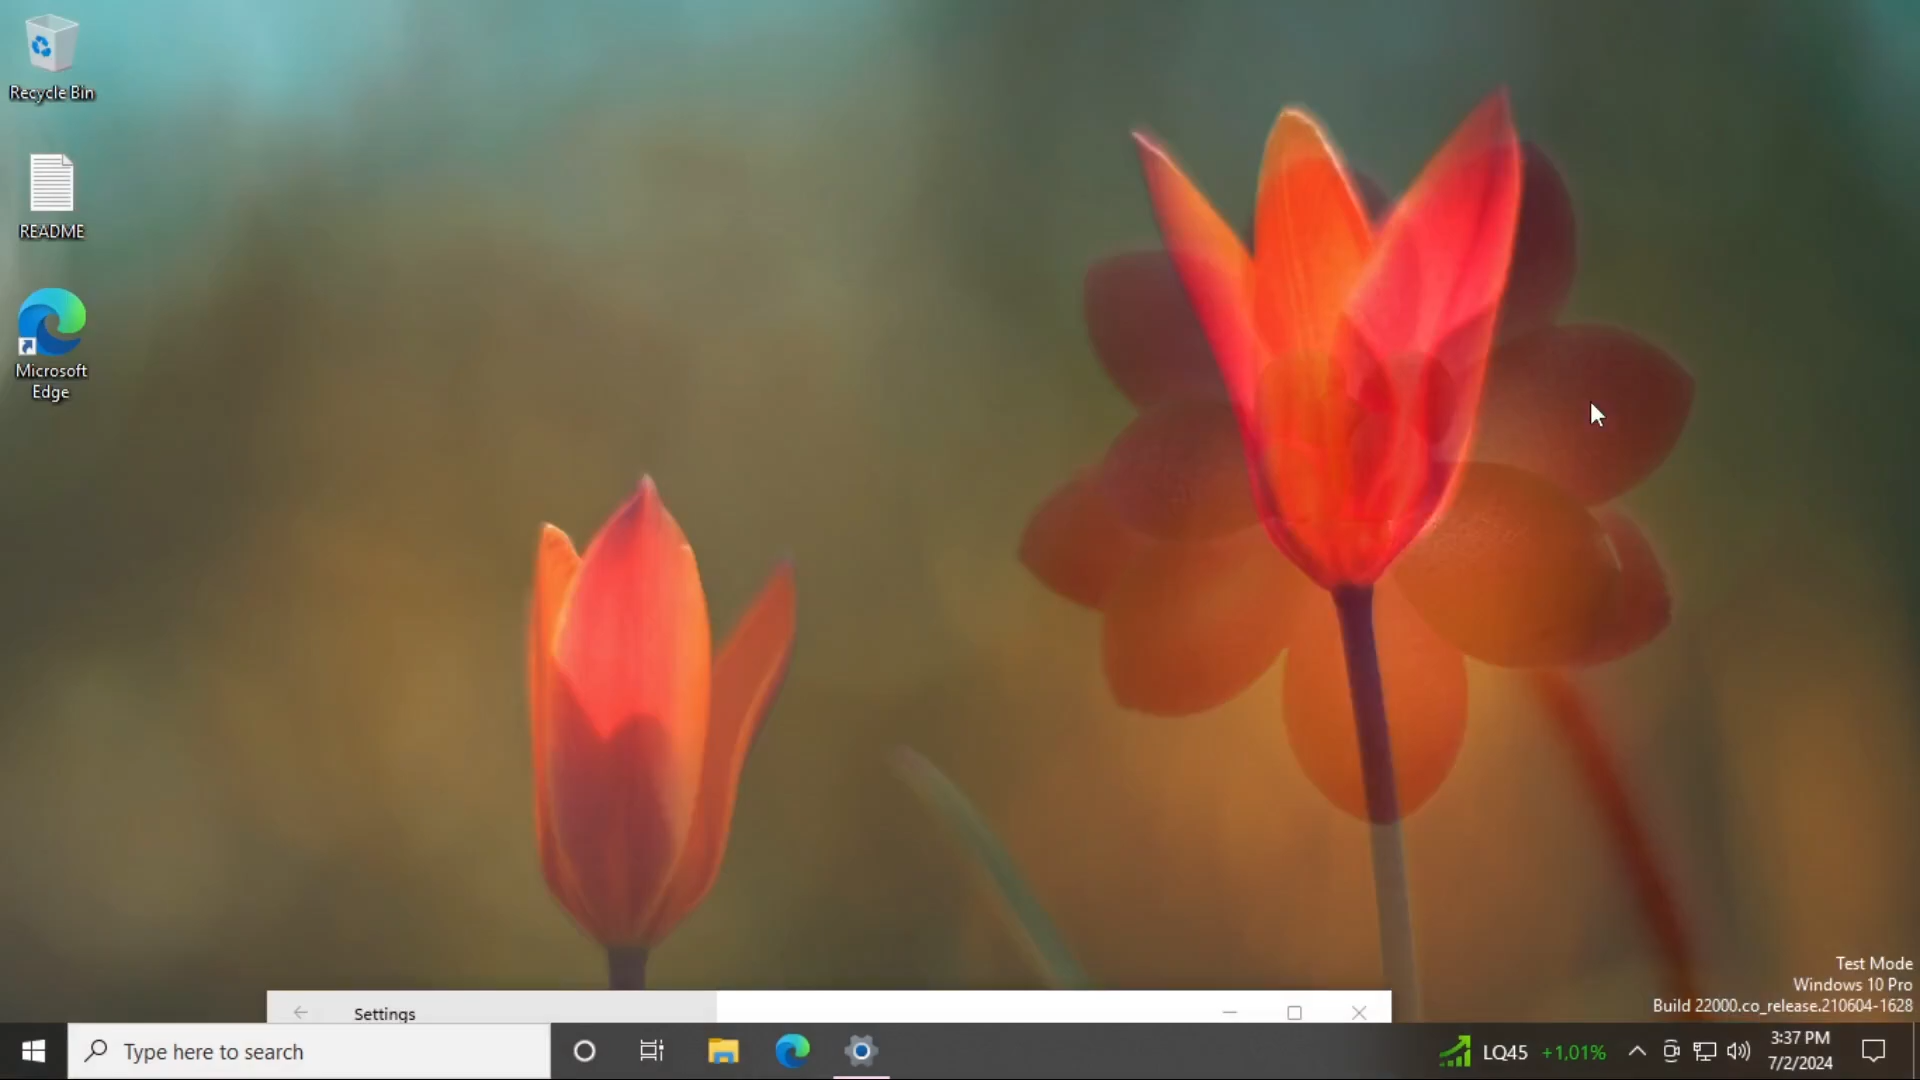 Recycle Bin
README
Microsoft
Edge
Settings
Test Mode
Windows 10 Pro
Build 22000.co_release.210604-1628
Type here to search
LQ45 +1,01%
3:37 PM
7/2/2024